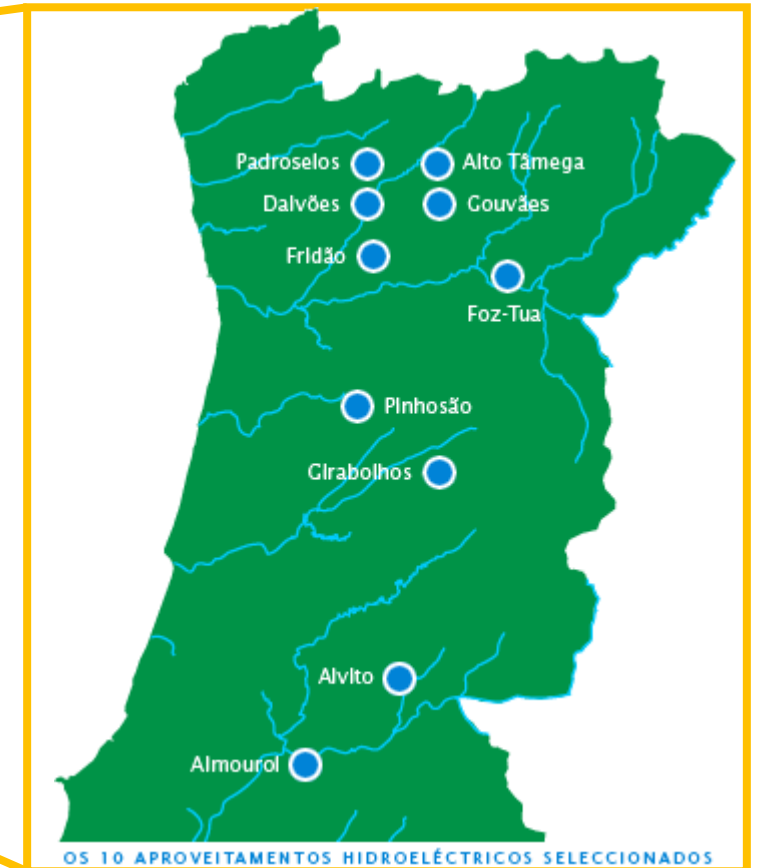 Padroselos
Alto Tâmega
Dalvões
Gouvães
Fridão
Foz-Tua
Pinhosão
Girabolhos
Alvito
Almourol
OS 10 APROVEITAMENTOS HIDROELÉCTRICOS SELECCIONADOS